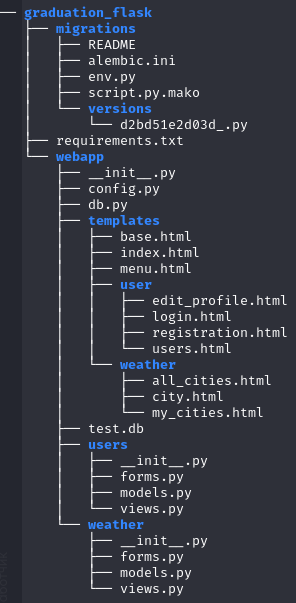 graduation_flask
├── migrations
│   ├── README
│   ├── alembic.ini
│   ├── env.py
│   ├── script.py.mako
│   └── versions
│       └── d2bd51e2d03d_.py
├── requirements.txt
└── webapp
    ├── __init__.py
    ├── config.py
    ├── db.py
    ├── templates
    │   ├── base.html
    │   ├── index.html
    │   ├── menu.html
    │   ├── user
    │   │   ├── edit_profile.html
    │   │   ├── login.html
    │   │   ├── registration.html
    │   │   └── users.html
    │   └── weather
    │       ├── all_cities.html
    │       ├── city.html
    │       └── my_cities.html
    ├── test.db
    ├── users
    │   ├── __init__.py
    │   ├── forms.py
    │   ├── models.py
    │   └── views.py
    └── weather
        ├── __init__.py
        ├── forms.py
        ├── models.py
        └── views.py